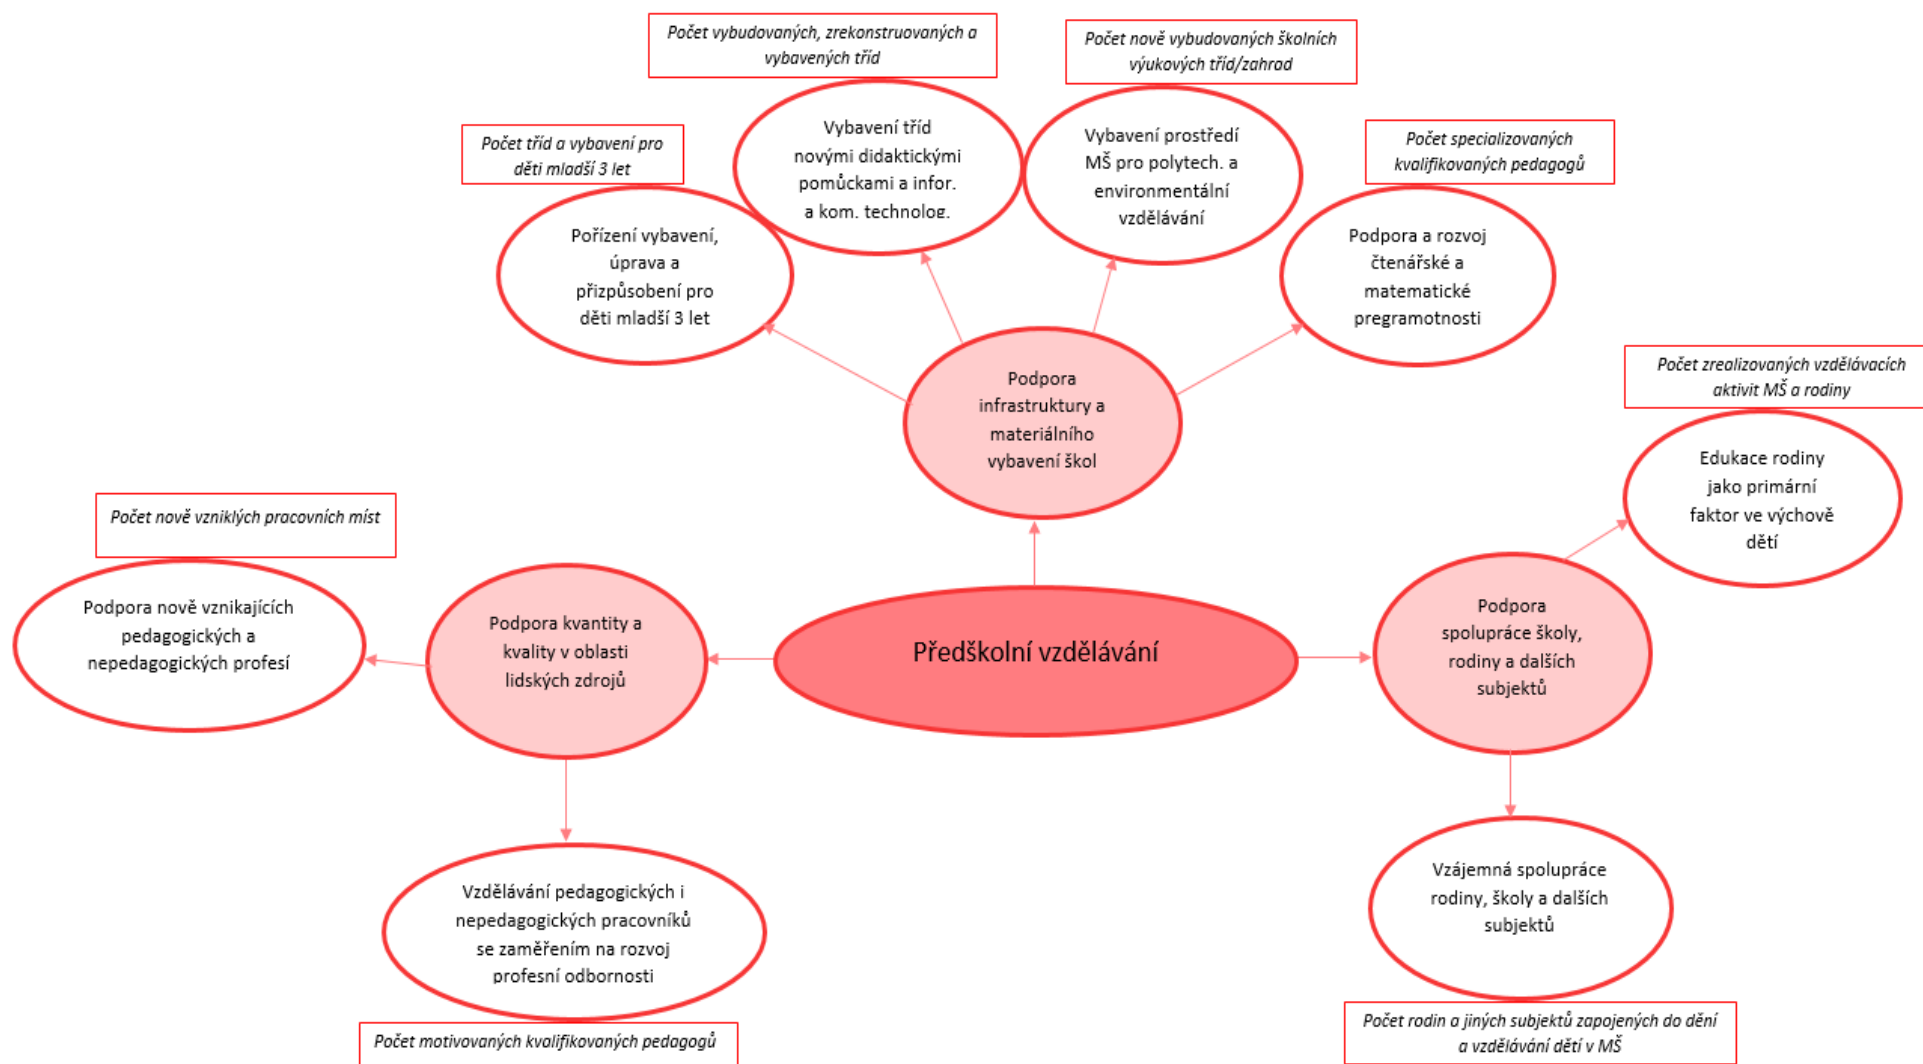 Počet vybudovaných, zrekonstruovaných a
vybavených tříd
Počet nově vybudovaných školních
výukových tříd/zahrad
Počet tříd a vybavení pro
děti mladší 3 let
Vybavení tříd
novými didaktickými
pomůckami a infor.
a kom. technolog.
Vybavení prostředí
MŠ pro polytech. a
environmentální
vzdělávání
Počet specializovaných
kvalifikovaných pedagogů
Pořízení vybavení,
úprava a
přizpůsobení pro
děti mladší 3 let
Podpora a rozvoj
čtenářské a
matematické
pregramotnosti
Podpora
infrastruktury a
materiálního
vybavení škol
Počet zrealizovaných vzdělávacích
aktivit MŠ a rodiny
Edukace rodiny
jako primární
faktor ve výchově
dětí
Počet nově vzniklých pracovních míst
Podpora nově vznikajících
pedagogických a
nepedagogických profesí
Podpora kvantity a
kvality v oblasti
lidských zdrojů
Předškolní vzdělávání
Podpora
spolupráce školy,
rodiny a dalších
subjektů
Vzdělávání pedagogických i
nepedagogických pracovníků
se zaměřením na rozvoj
profesní odbornosti
Počet motivovaných kvalifikovaných pedagogů
Vzájemná spolupráce
rodiny, školy a dalších
subjektů
Počet rodin a jiných subjektů zapojených do dění
a vzdělávání dětí v MŠ